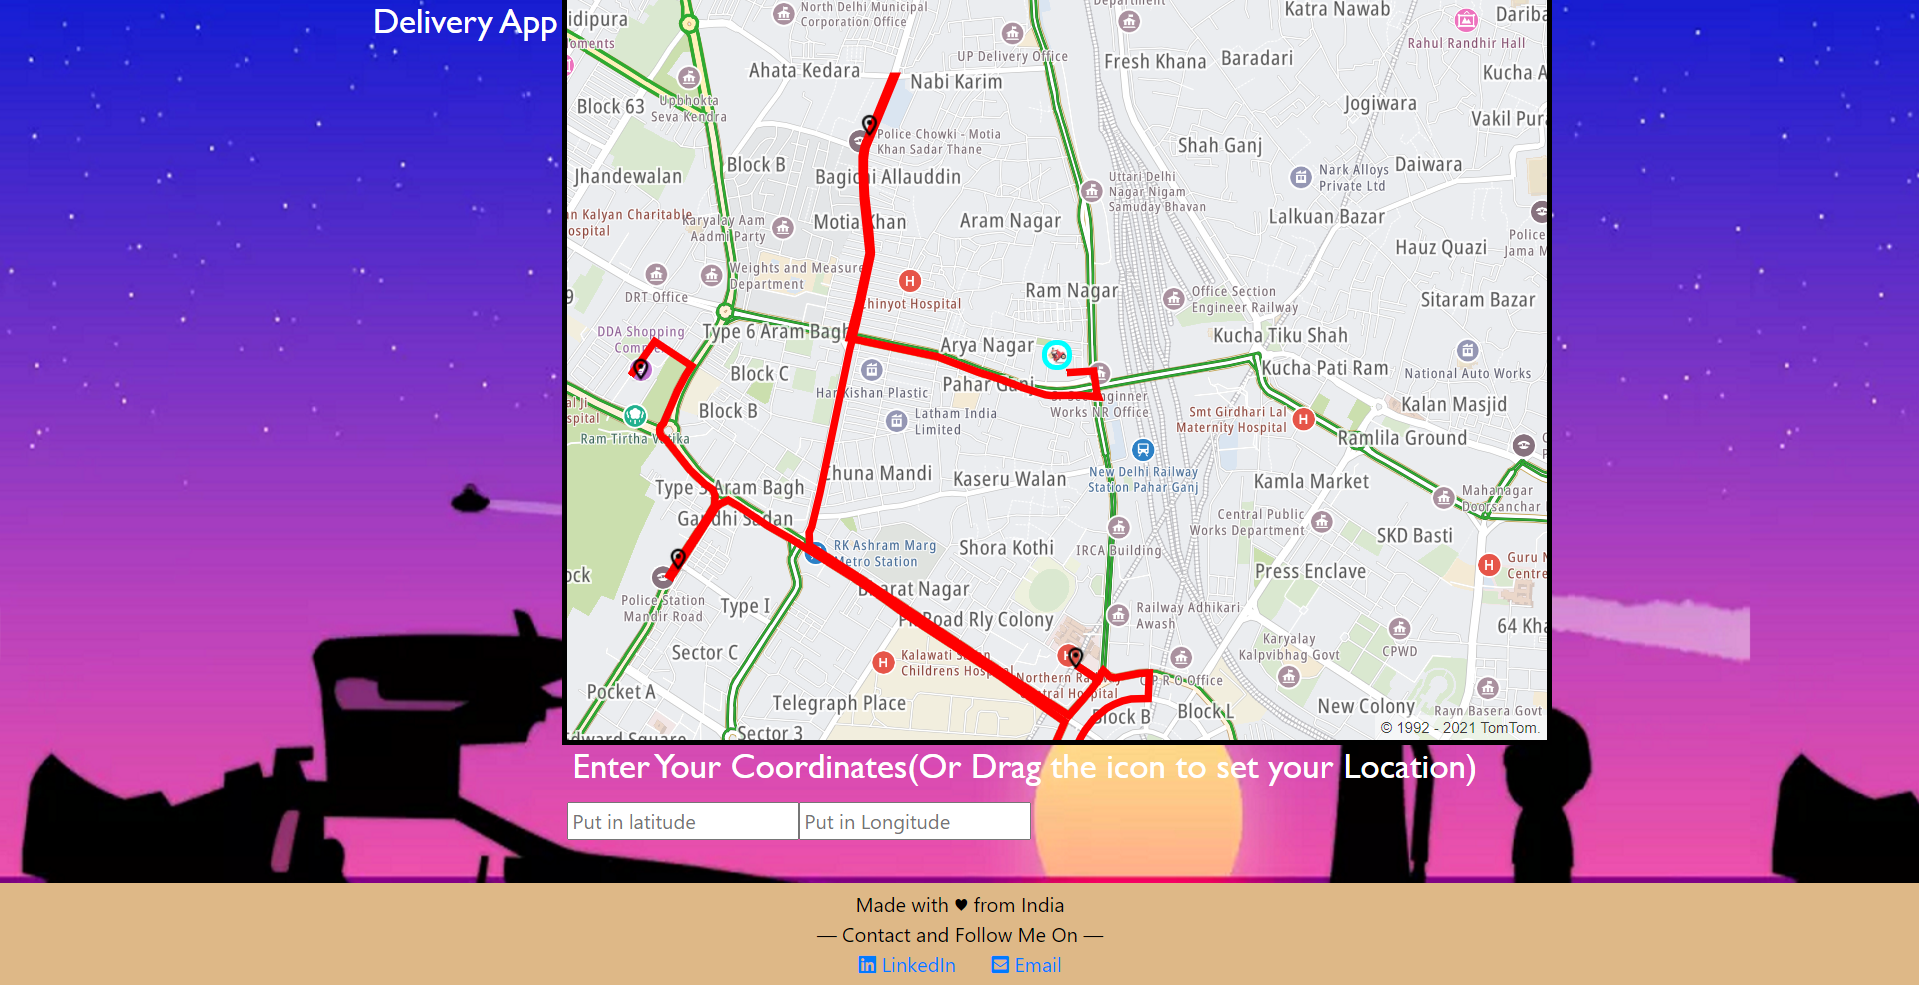 Delivery App
idipura
North Delhi Municipal
Corporation Office
Department
Katra Nawab
Rahul Randhir Hall
UP Delivery Office
Fresh Khana
Baradari
Ahata Kedara
Nabi Karim
Kucha A
Block 63
Upbhokta
Seva Kendra
Jogiwara
Vakil Pura
Police Chowki - Motia
Khan Sadar Thane
Shah Ganj
Block B
Jhandewalan
Bagichi Allauddin
Uttari Delhi
Nagar Nigam
Samuday Bhavan
Nark Alloys
Private Ltd
Daiwara
an Kalyan Charitable
ospital
Karyalay Aam
Aadmi Party
Motia Khan
Aram Nagar
Lalkuan Bazar
Police
Jama M
Hauz Quazi
Weights and Measure
Department
DRT Office
Chinyot Hospital
Ram Nagar
Office Section
Engineer Railway
Sitaram Bazar
DDA Shopping
Type 6 Aram Bagh
Arya Nagar
Kucha Tiku Shah
Block C
Har Kishan Plastic
Pahar Ganj
Kucha Pati Ram
National Auto Works
Block B
Latham India
Limited
Works NR Office
Smt Girdhari Lal
Maternity Hospital
Kalan Masjid
al Ji
spital
Ram Tirtha Vatika
Ramlila Ground
Chuna Mandi
Kaseru Walan
New Delhi Railway
Station Pahar Ganj
Kamla Market
Type 5 Aram Bagh
Mahanagar
Doorsanchar
Gandhi Sadan
Central Public
Works Department
SKD Basti
RK Ashram Marg
Metro Station
Shora Kothi
IRCA Building
Guru N
Centre
ock
Bharat Nagar
Press Enclave
Police Station
Mandir Road
Type I
Road Rly Colony
Railway Adhikari
Awash
64 Kha
Sector C
Kalawati Saran
Childrens Hospital
Northern Railway
Central Hospital
C P R O Office
Karyalay
Kalpvibhag Govt
CPWD
Pocket A
Telegraph Place
Block B
Block L
New Colony
Rayn Basera Govt
Edward Square
Sector 3
© 1992 - 2021 TomTom.
Enter Your Coordinates(Or Drag the icon to set your Location)
Put in latitude
Put in Longitude
Made with ♥ from India
— Contact and Follow Me On —
LinkedIn
Email